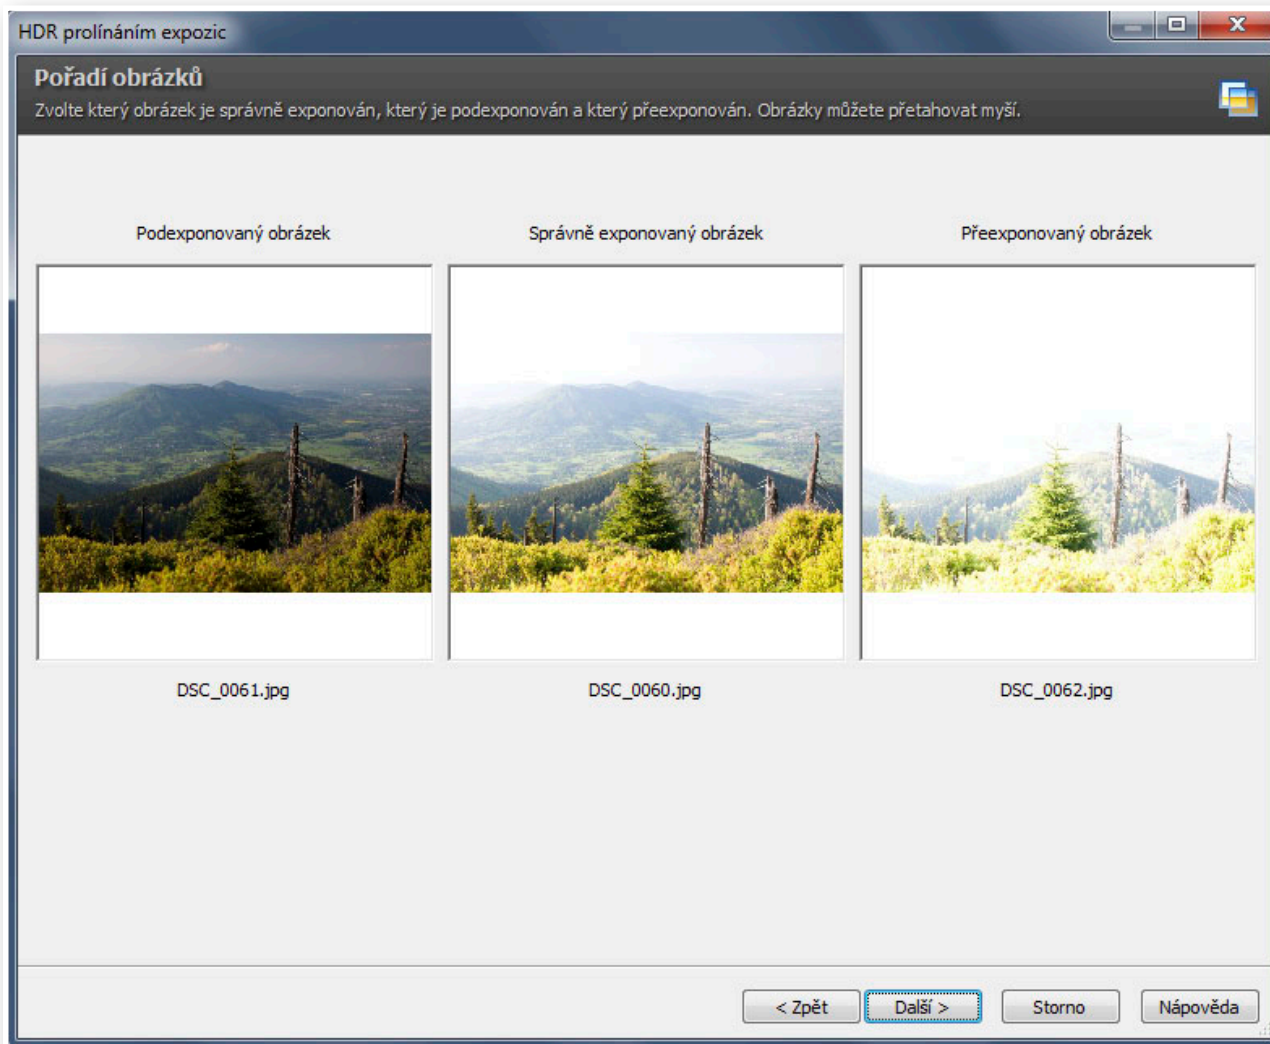 HDR prolínáním expozic
Pořadí obrázků
Zvolte který obrázek je správně exponován, který je podexponován a který přeexponován. Obrázky můžete přetahovat myší.
Podexponovaný obrázek Správně exponovaný obrázek Přeexponovaný obrázek
DSC_0061.jpg DSC_0060.jpg DSC_0062.jpg
< Zpět Další > Storno Nápověda